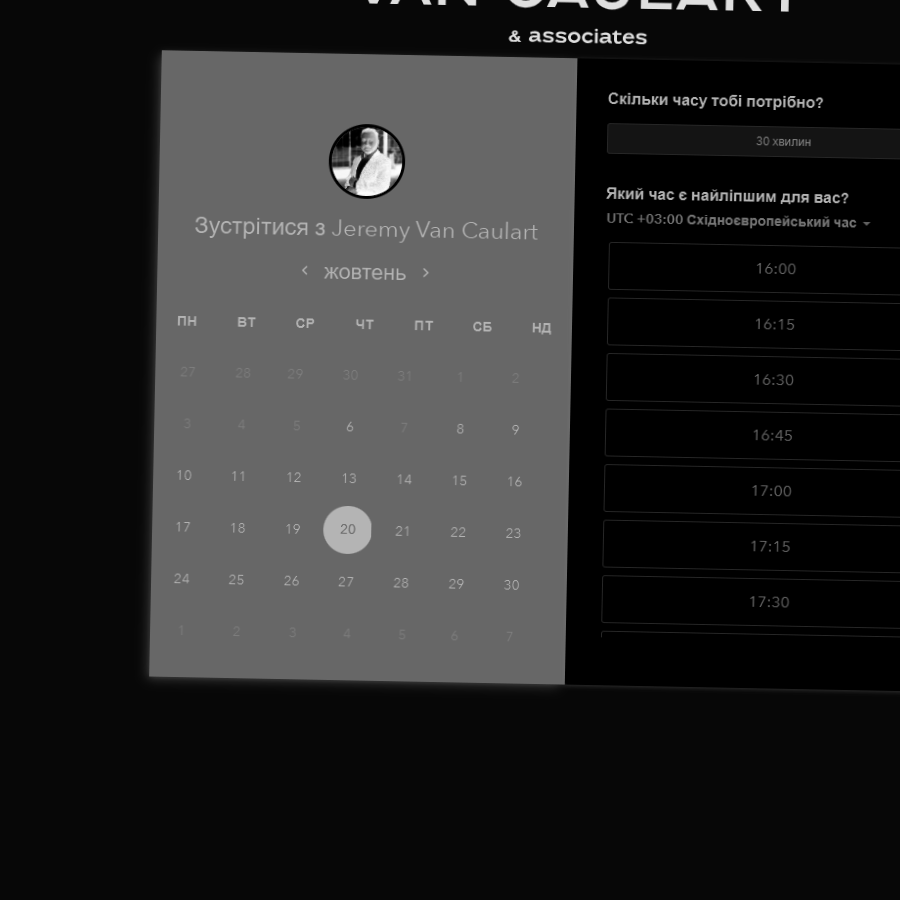 VAN CAULART
& associates
Зустрітися з Jeremy Van Caulart
жовтень
ПН ВТ СР ЧТ ПТ СБ НД
27 28 29 30 31 1 2
3 4 5 6 7 8 9
10 11 12 13 14 15 16
17 18 19 20 21 22 23
24 25 26 27 28 29 30
1 2 3 4 5 6 7
Скільки часу тобі потрібно?
30 хвилин
Який час є найліпшим для вас?
UTC +03:00 Східноєвропейський час
16:00
16:15
16:30
16:45
17:00
17:15
17:30